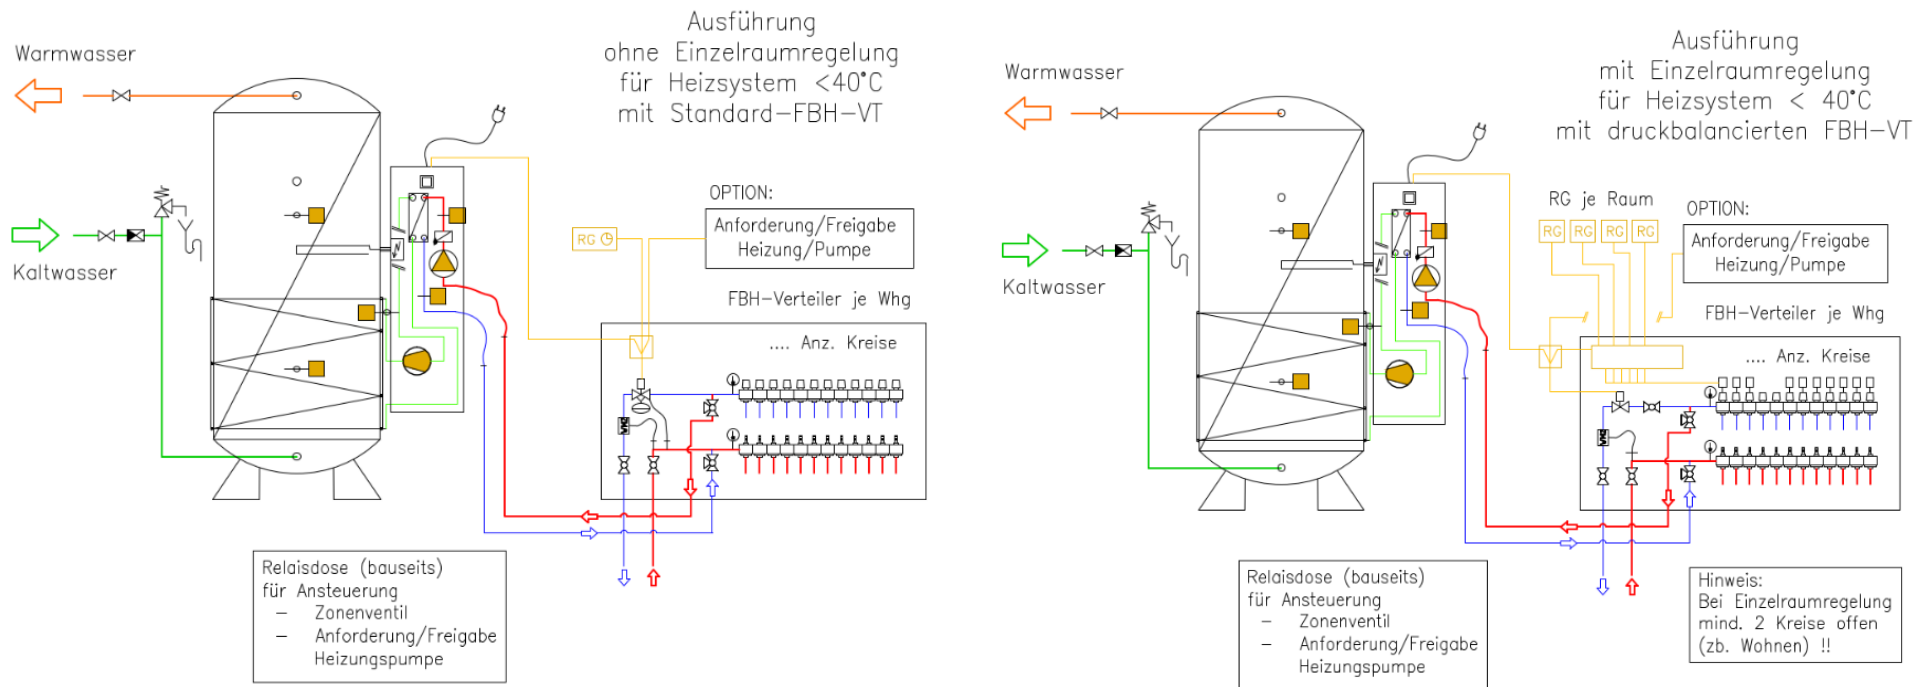 Ausführung
ohne Einzelraumregelung
für Heizsystem <40°C
mit Standard-FBH-VT
Warmwasser
Kaltwasser
OPTION:
Anforderung/Freigabe
Heizung/Pumpe
RG
FBH-Verteiler je Whg
.... Anz. Kreise
Relaisdose (bauseits)
für Ansteuerung
- Zonenventil
- Anforderung/Freigabe
Heizungspumpe
Ausführung
mit Einzelraumregelung
für Heizsystem < 40°C
mit druckbalancierten FBH-VT
Warmwasser
Kaltwasser
RG je Raum
RG RG RG RG
OPTION:
Anforderung/Freigabe
Heizung/Pumpe
FBH-Verteiler je Whg
.... Anz. Kreise
Relaisdose (bauseits)
für Ansteuerung
- Zonenventil
- Anforderung/Freigabe
Heizungspumpe
Hinweis:
Bei Einzelraumregelung
mind. 2 Kreise offen
(zb. Wohnen) !!